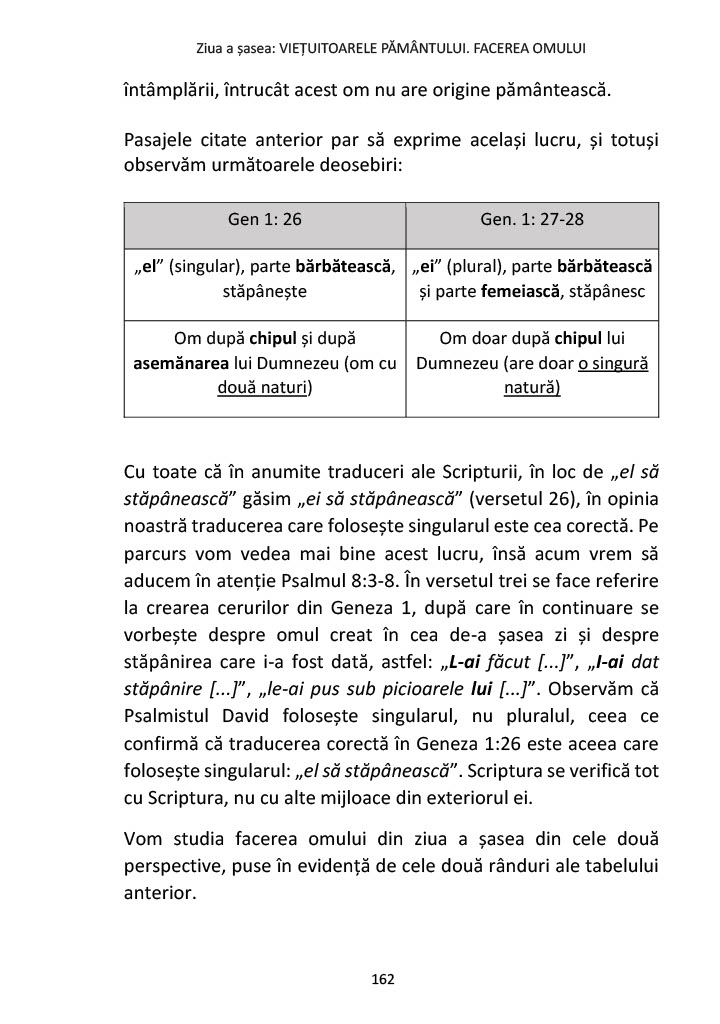 Ziua a șasea: VIEȚUITOARELE PĂMÂNTULUI. FACEREA OMULUI
întâmplării, întrucât acest om nu are origine pământească.
Pasajele citate anterior par să exprime același lucru, și totuși
observăm următoarele deosebiri:
Gen 1: 26
Gen. 1: 27-28
„el” (singular), parte bărbătească,
stăpânește
„ei” (plural), parte bărbătească
și parte femeiască, stăpânesc
Om după chipul și după
asemănarea lui Dumnezeu (om cu
două naturi)
Om doar după chipul lui
Dumnezeu (are doar o singură
natură)
Cu toate că în anumite traduceri ale Scripturii, în loc de „el să
stăpânească” găsim „ei să stăpânească” (versetul 26), în opinia
noastră traducerea care folosește singularul este cea corectă. Pe
parcurs vom vedea mai bine acest lucru, însă acum vrem să
aducem în atenție Psalmul 8:3-8. În versetul trei se face referire
la crearea cerurilor din Geneza 1, după care în continuare se
vorbește despre omul creat în cea de-a șasea zi și despre
stăpânirea care i-a fost dată, astfel: „L-ai făcut [...]”, „I-ai dat
stăpânire [...]”, „le-ai pus sub picioarele lui [...]”. Observăm că
Psalmistul David folosește singularul, nu pluralul, ceea ce
confirmă că traducerea corectă în Geneza 1:26 este aceea care
folosește singularul: „el să stăpânească”. Scriptura se verifică tot
cu Scriptura, nu cu alte mijloace din exteriorul ei.
Vom studia facerea omului din ziua a șasea din cele două
perspective, puse în evidență de cele două rânduri ale tabelului
anterior.
162